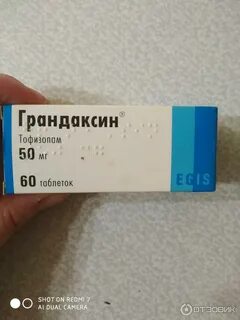 Грандаксин®
Тофизопам
50 мг
60 таблеток
EGIS
SHOT ON REDMI 7
AI DUAL CAMERA
ОТЗОВИК